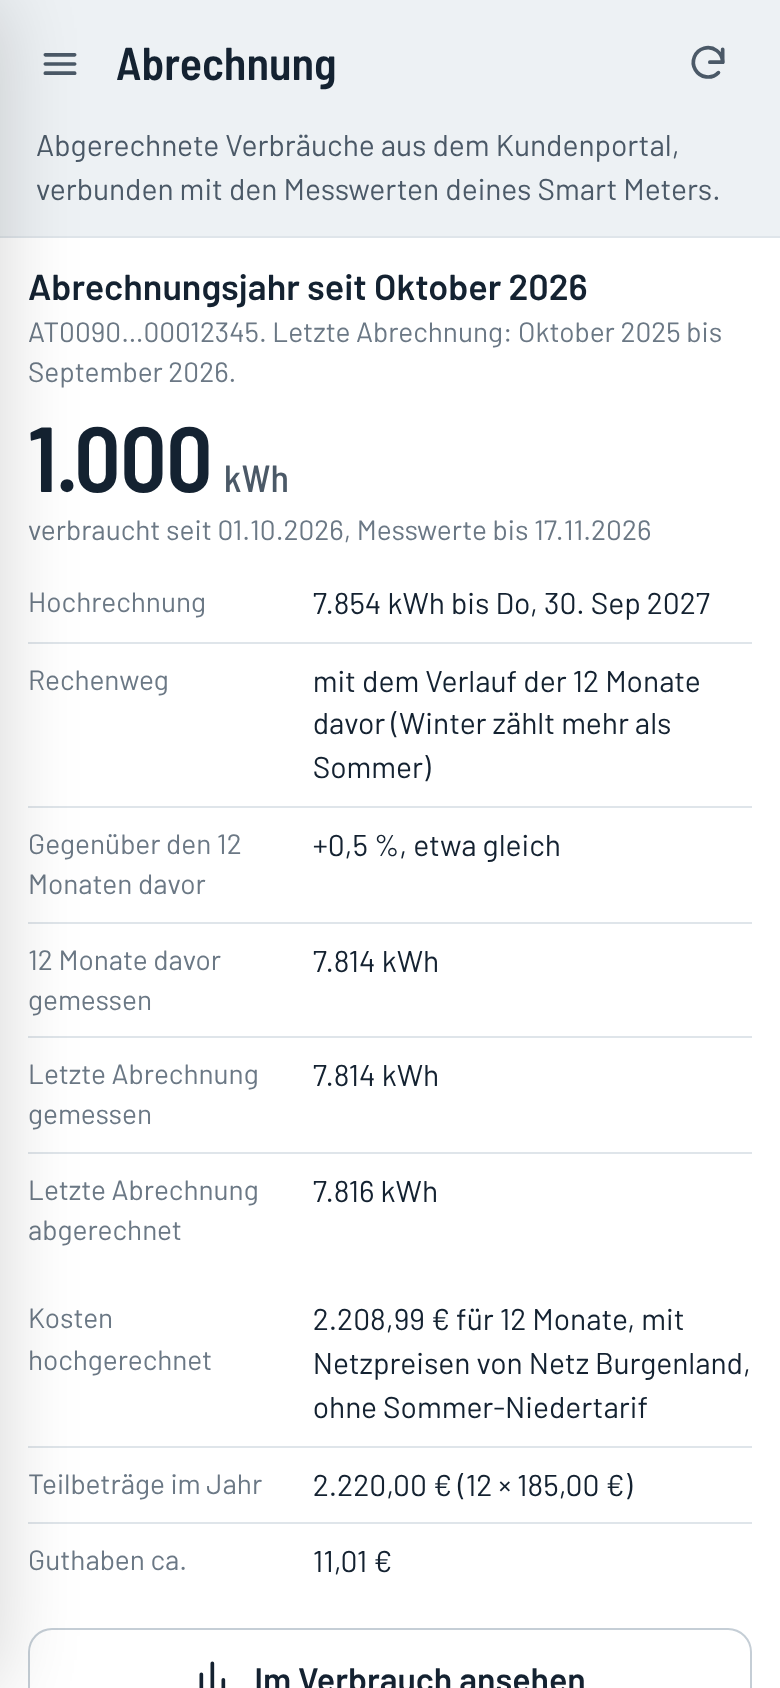 Abrechnung
Abgerechnete Verbräuche aus dem Kundenportal,
verbunden mit den Messwerten deines Smart Meters.
Abrechnungsjahr seit Oktober 2026
AT0090…00012345. Letzte Abrechnung: Oktober 2025 bis
September 2026.
1.000 kWh
verbraucht seit 01.10.2026, Messwerte bis 17.11.2026
Hochrechnung 7.854 kWh bis Do, 30. Sep 2027
Rechenweg mit dem Verlauf der 12 Monate
davor (Winter zählt mehr als
Sommer)
Gegenüber den 12 +0,5 %, etwa gleich
Monaten davor
12 Monate davor 7.814 kWh
gemessen
Letzte Abrechnung 7.814 kWh
gemessen
Letzte Abrechnung 7.816 kWh
abgerechnet
Kosten 2.208,99 € für 12 Monate, mit
hochgerechnet Netzpreisen von Netz Burgenland,
ohne Sommer-Niedertarif
Teilbeträge im Jahr 2.220,00 € (12 × 185,00 €)
Guthaben ca. 11,01 €
Im Verbrauch ansehen